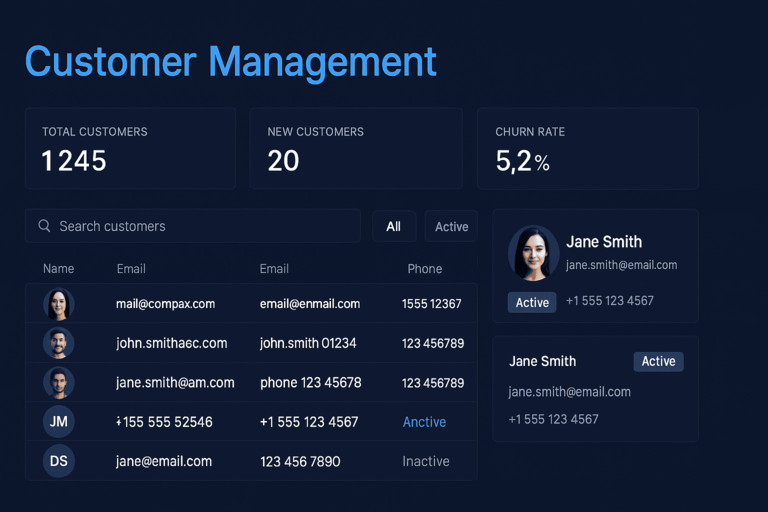 Customer Management
TOTAL CUSTOMERS
1 245
NEW CUSTOMERS
20
CHURN RATE
5,2 %
Search customers
All
Active
Name Email Email Phone
mail@compax.com email@enmail.com 1555 12367
john.smithaec.com john.smith 01234 123 456789
jane.smith@am.com phone 123 45678 123 456789
JM +155 555 52546 +1 555 123 4567 Anctive
DS jane@email.com 123 456 7890 Inactive
Jane Smith
jane.smith@email.com
Active +1 555 123 4567
Jane Smith Active
jane.smith@email.com
+1 555 123 4567